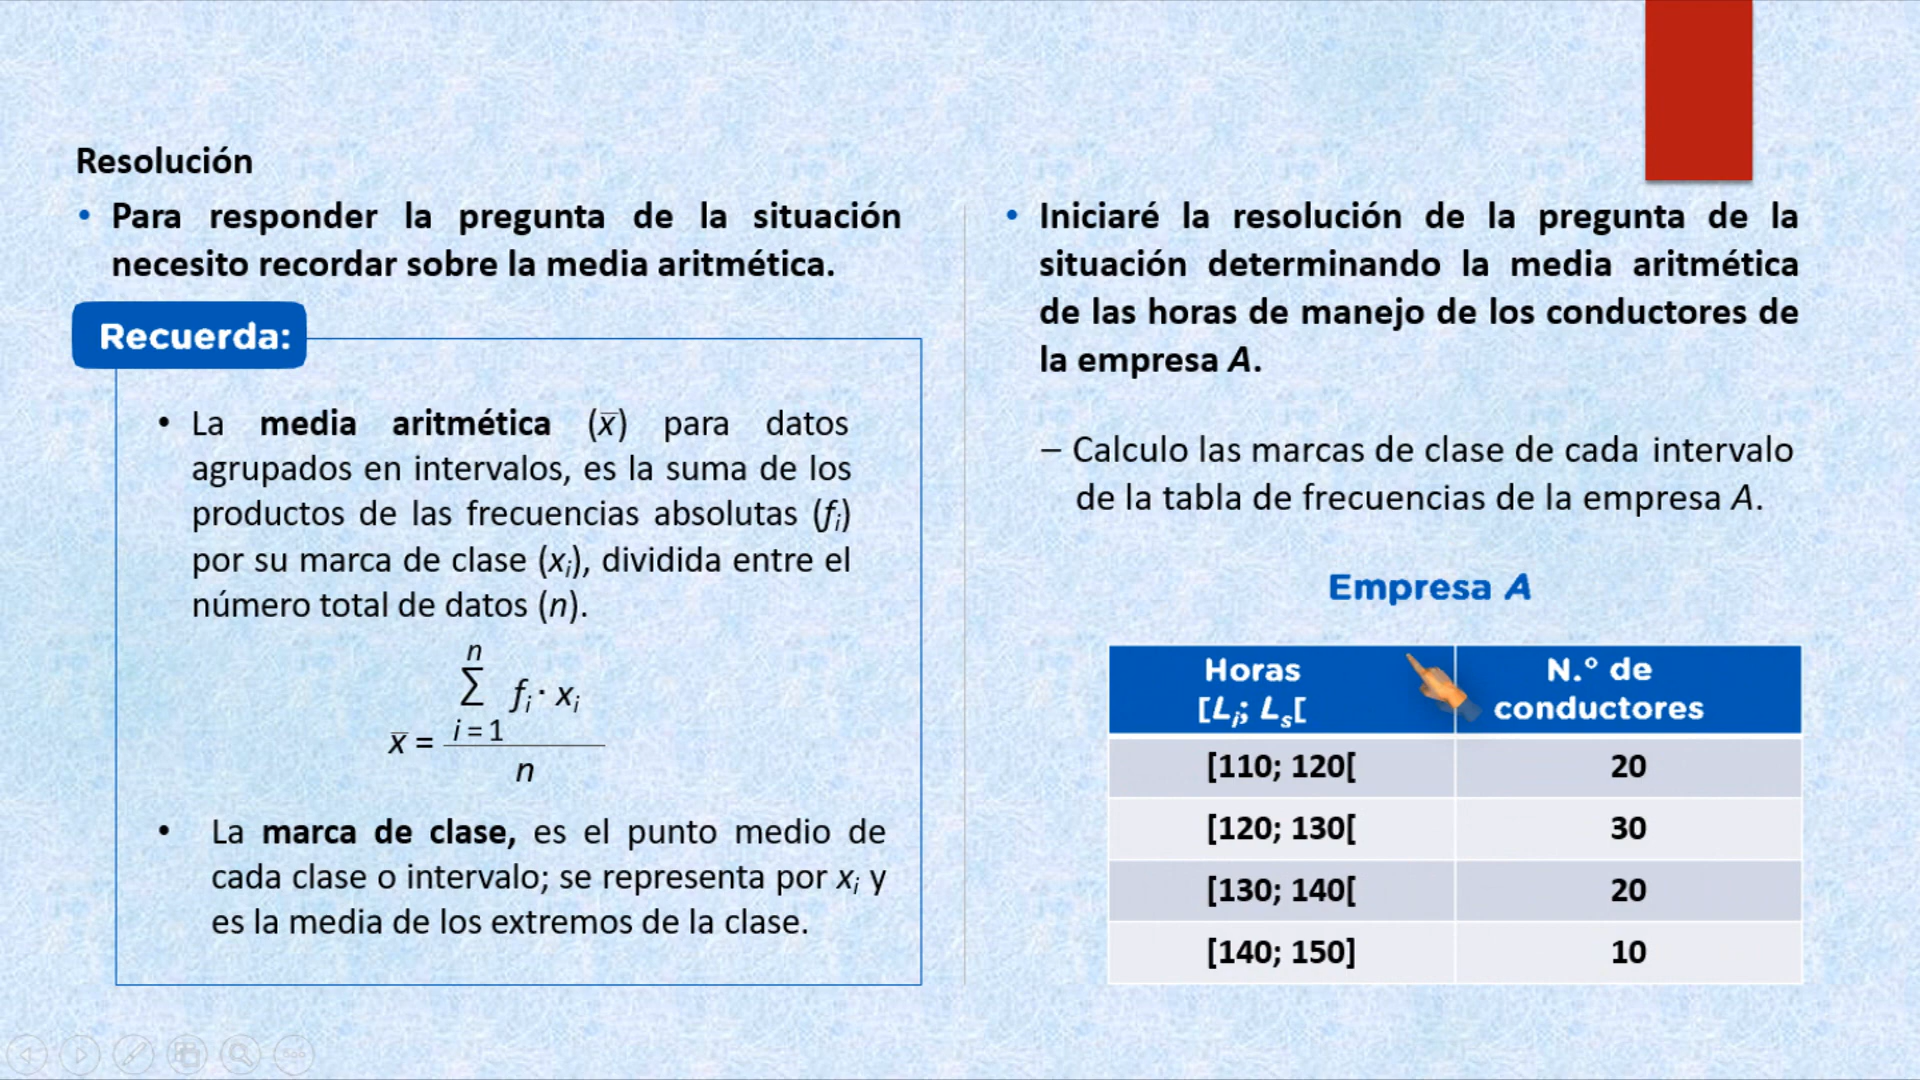 Resolución
• Para responder la pregunta de la situación
necesito recordar sobre la media aritmética.
Recuerda:
• La media aritmética (x̅) para datos
agrupados en intervalos, es la suma de los
productos de las frecuencias absolutas (fᵢ)
por su marca de clase (xᵢ), dividida entre el
número total de datos (n).
n
∑ fᵢ · xᵢ
i = 1
x̅ =
n
• La marca de clase, es el punto medio de
cada clase o intervalo; se representa por xᵢ y
es la media de los extremos de la clase.
• Iniciaré la resolución de la pregunta de la
situación determinando la media aritmética
de las horas de manejo de los conductores de
la empresa A.
– Calculo las marcas de clase de cada intervalo
de la tabla de frecuencias de la empresa A.
Empresa A
Horas
[Lᵢ; Lₛ[
N.° de
conductores
[110; 120[ 20
[120; 130[ 30
[130; 140[ 20
[140; 150] 10